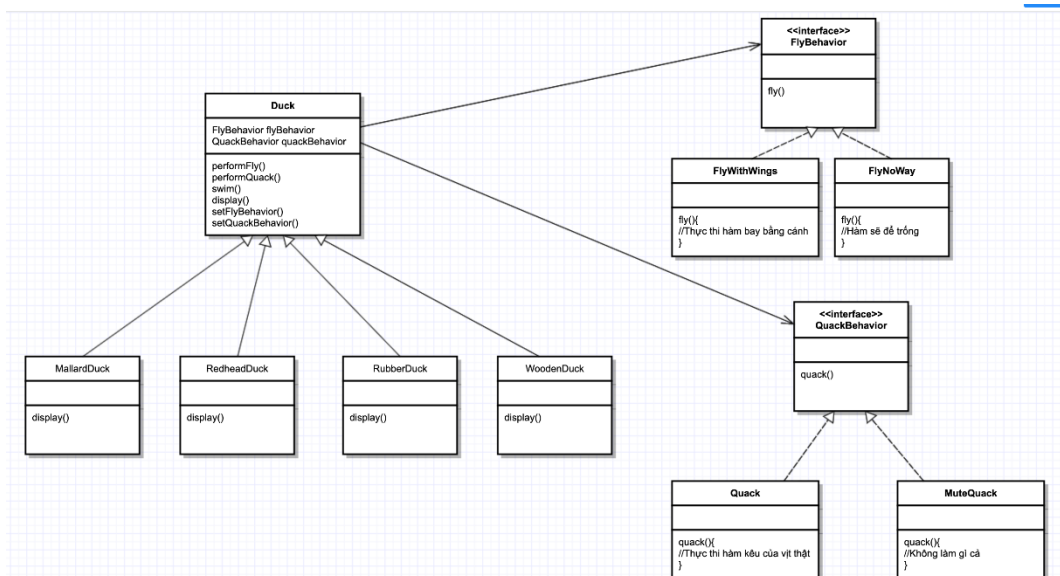 <<interface>>
FlyBehavior
fly()
Duck
FlyBehavior flyBehavior
QuackBehavior quackBehavior
performFly()
performQuack()
swim()
display()
setFlyBehavior()
setQuackBehavior()
FlyWithWings
fly(){
//Thực thi hàm bay bằng cánh
}
FlyNoWay
fly(){
//Hàm sẽ để trống
}
<<interface>>
QuackBehavior
quack()
MallardDuck
display()
RedheadDuck
display()
RubberDuck
display()
WoodenDuck
display()
Quack
quack(){
//Thực thi hàm kêu của vịt thật
}
MuteQuack
quack(){
//Không làm gì cả
}